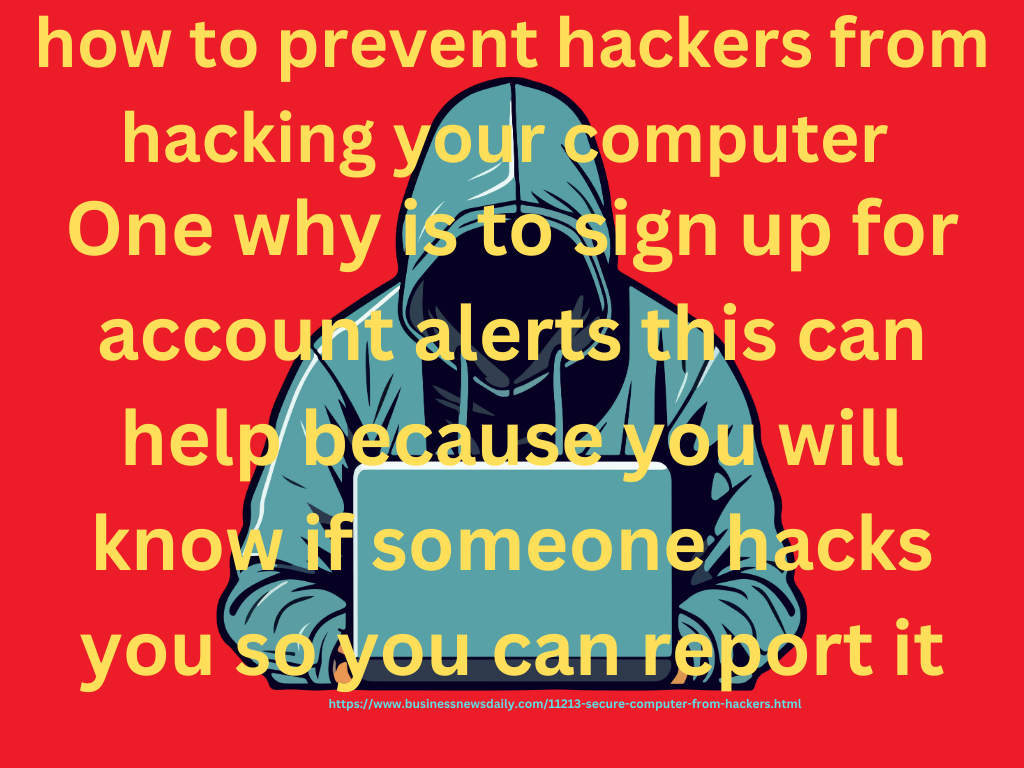 how to prevent hackers from
hacking your computer
One why is to sign up for
account alerts this can
help because you will
know if someone hacks
you so you can report it
https://www.businessnewsdaily.com/11213-secure-computer-from-hackers.html